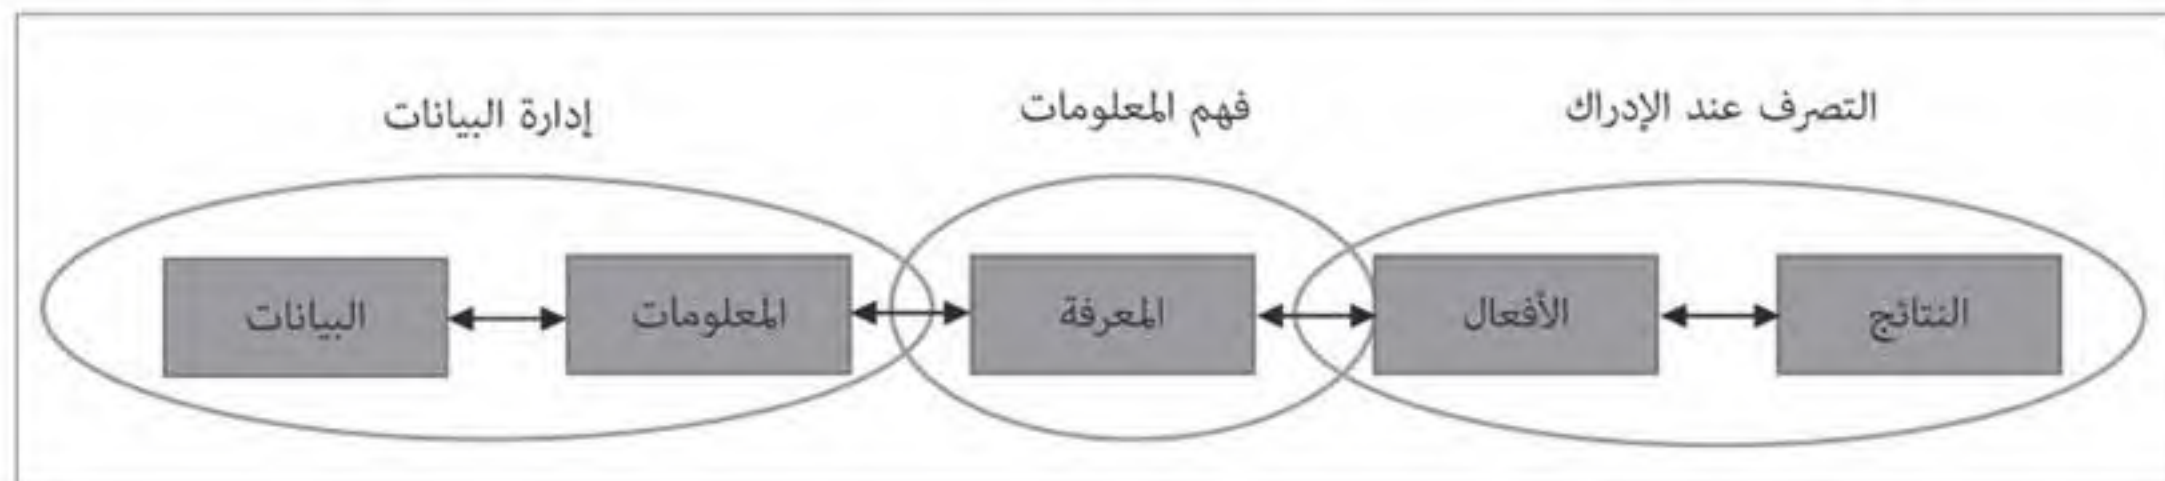 إدارة البيانات
فهم المعلومات
التصرف عند الإدراك
البيانات
المعلومات
المعرفة
الأفعال
النتائج